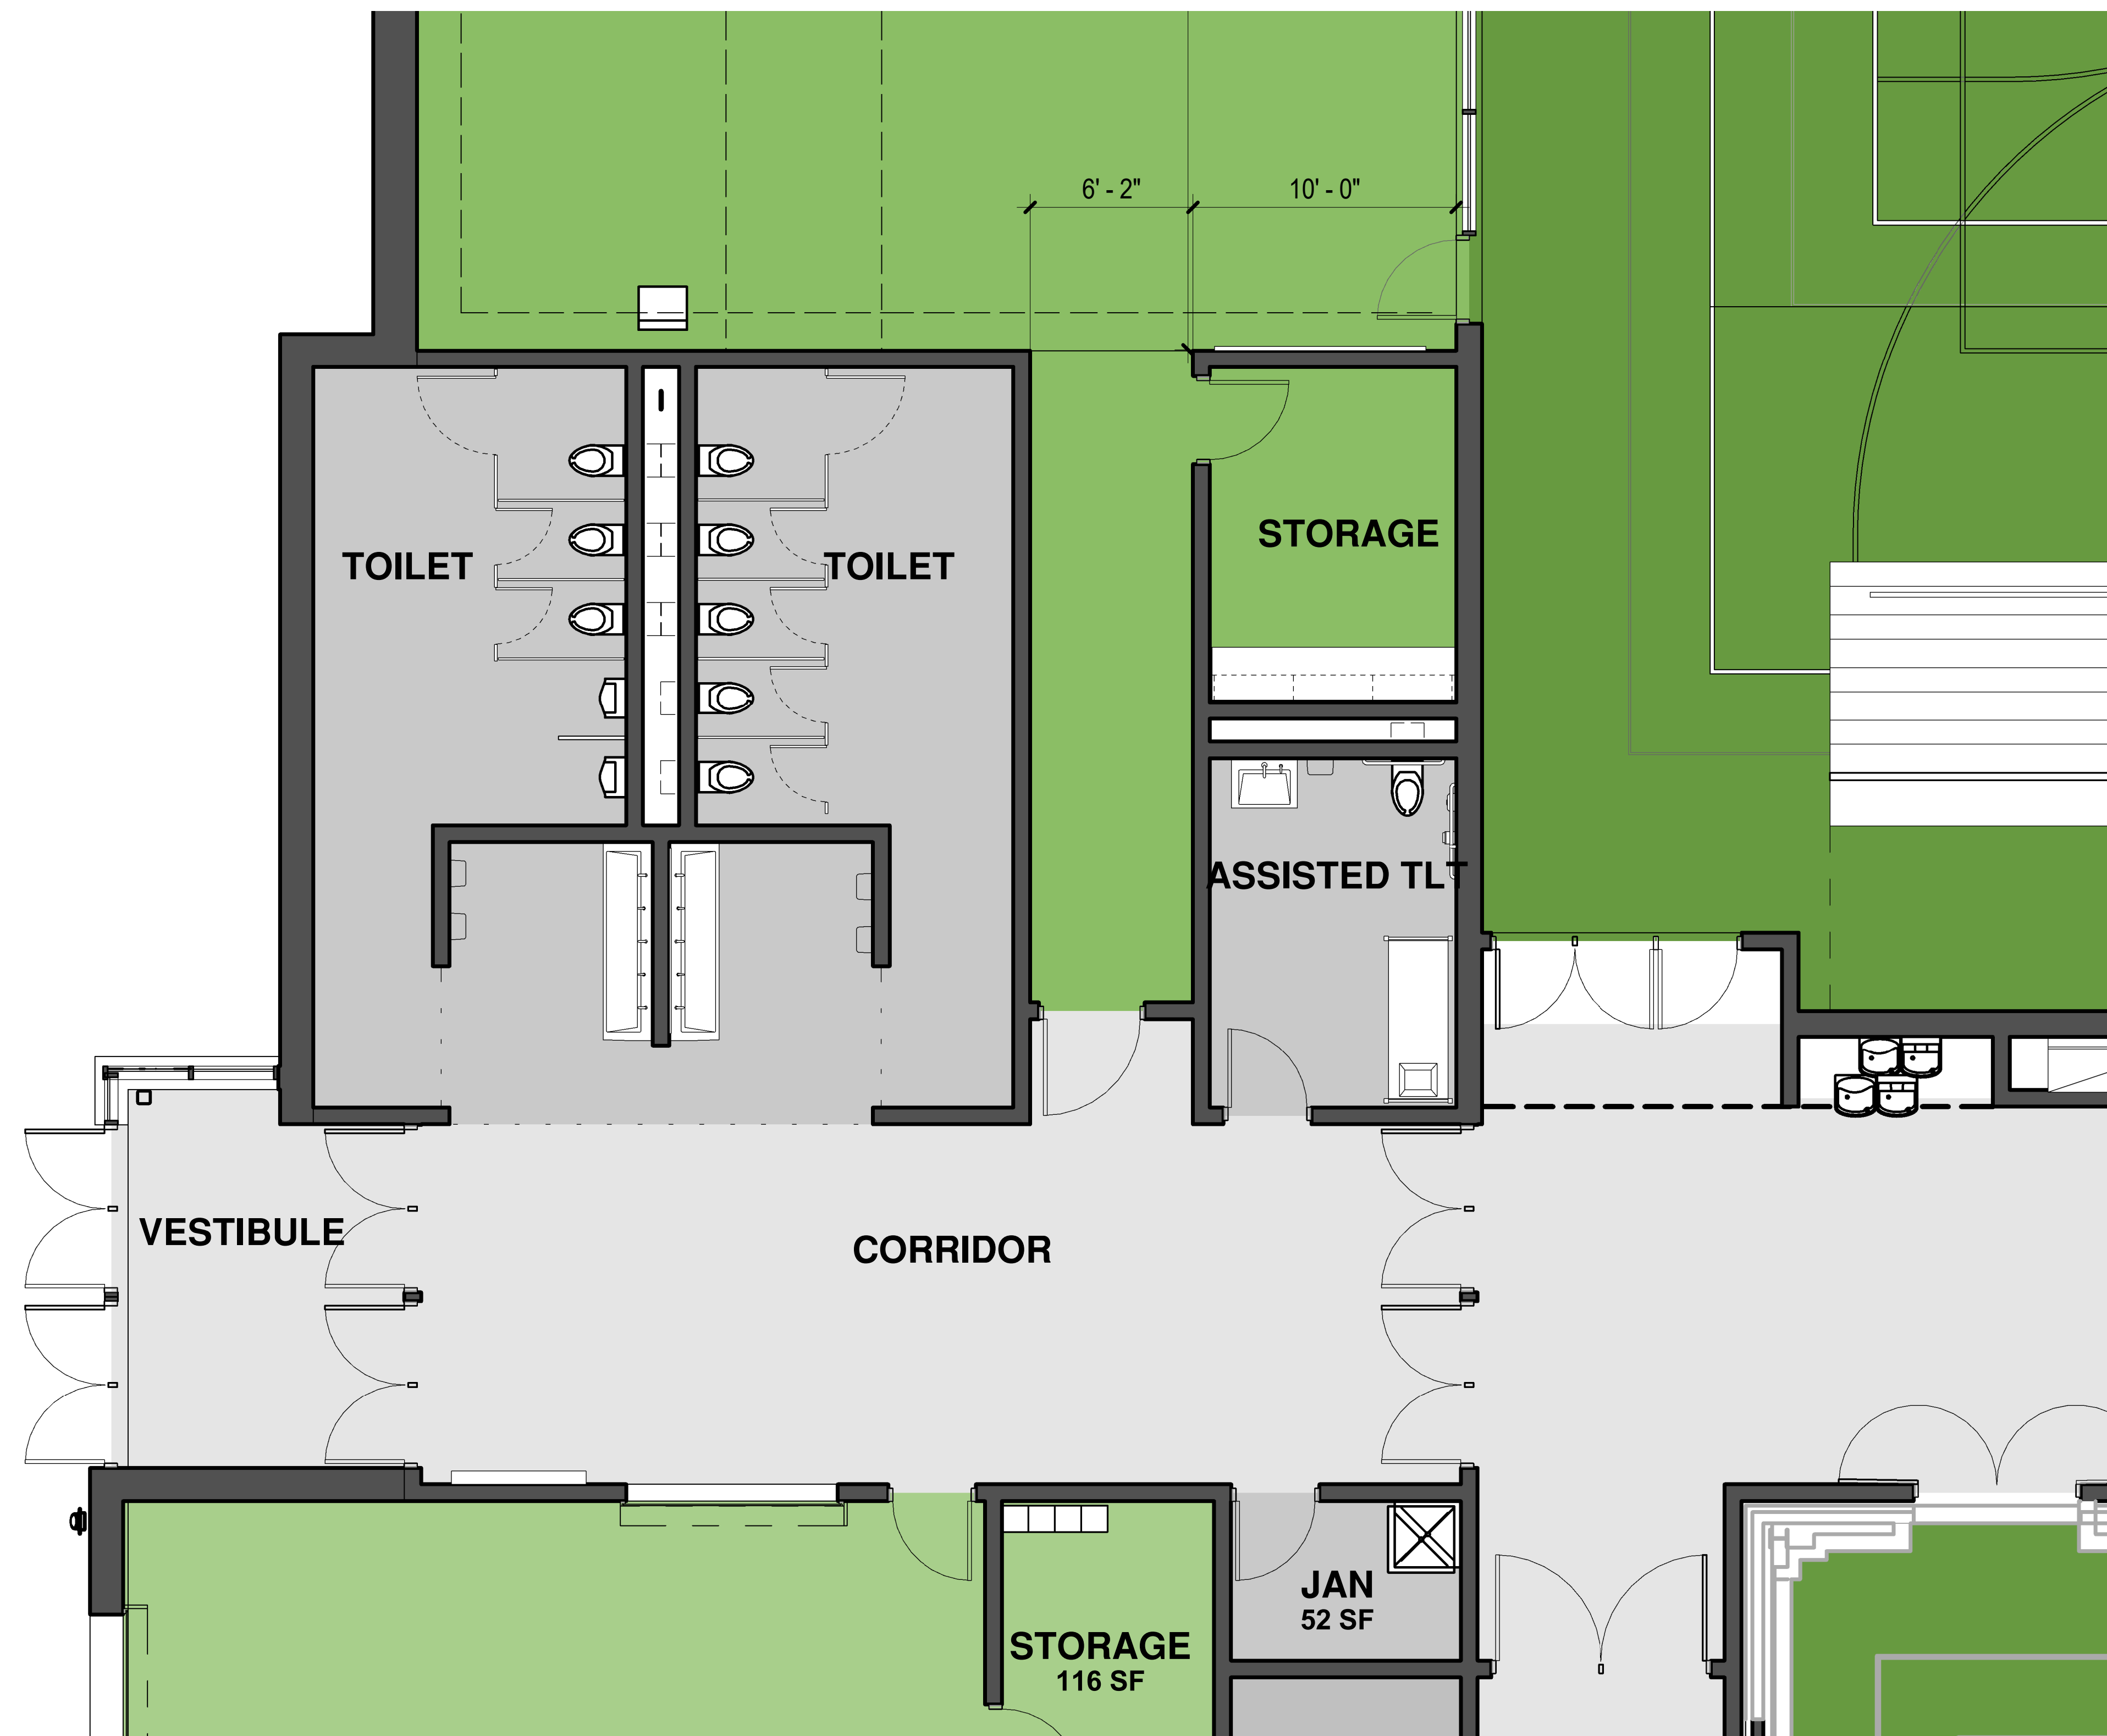 6' - 2"
10' - 0"
STORAGE
TOILET
TOILET
ASSISTED TLT
VESTIBULE
CORRIDOR
JAN
52 SF
STORAGE
116 SF